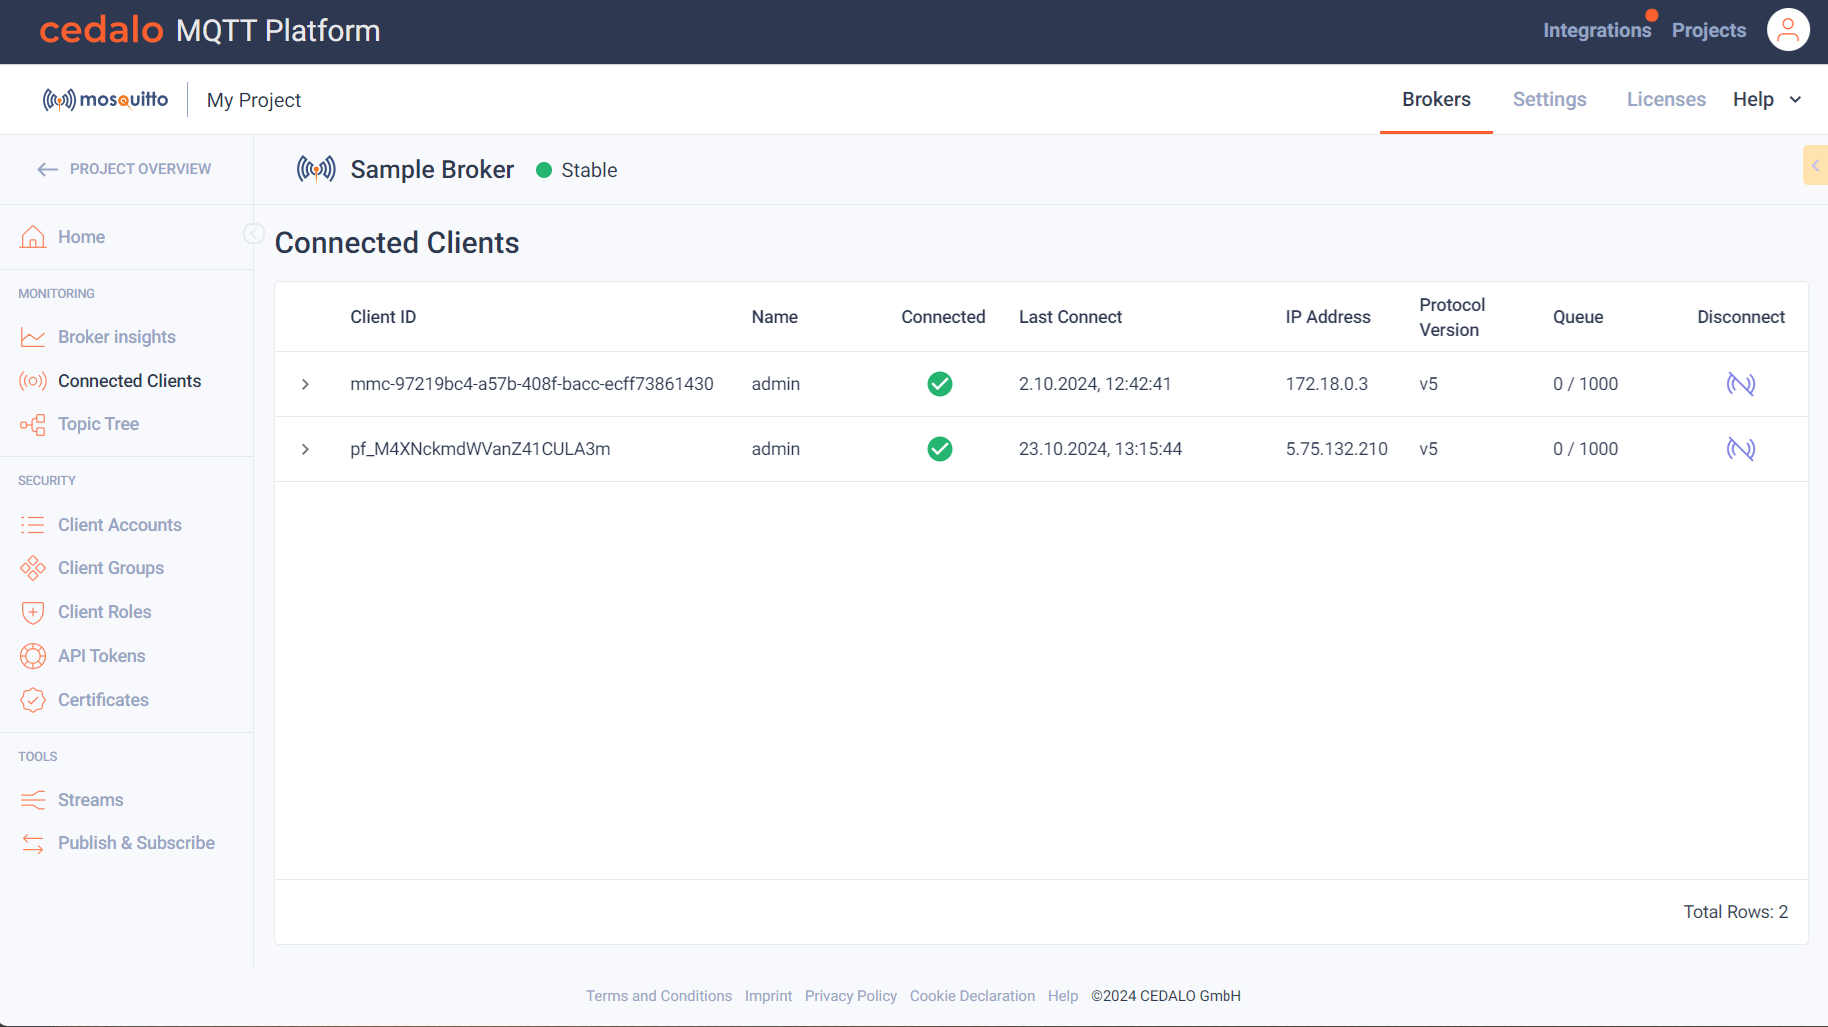 cedalo MQTT Platform
Integrations Projects
mosquitto My Project
Brokers Settings Licenses Help
PROJECT OVERVIEW
Sample Broker Stable
Home
MONITORING
Broker insights
Connected Clients
Topic Tree
SECURITY
Client Accounts
Client Groups
Client Roles
API Tokens
Certificates
TOOLS
Streams
Publish & Subscribe
Connected Clients
Client ID Name Connected Last Connect IP Address Protocol Version Queue Disconnect
mmc-97219bc4-a57b-408f-bacc-ecff73861430 admin 2.10.2024, 12:42:41 172.18.0.3 v5 0 / 1000
pf_M4XNckmdWVanZ41CULA3m admin 23.10.2024, 13:15:44 5.75.132.210 v5 0 / 1000
Total Rows: 2
Terms and Conditions Imprint Privacy Policy Cookie Declaration Help ©2024 CEDALO GmbH